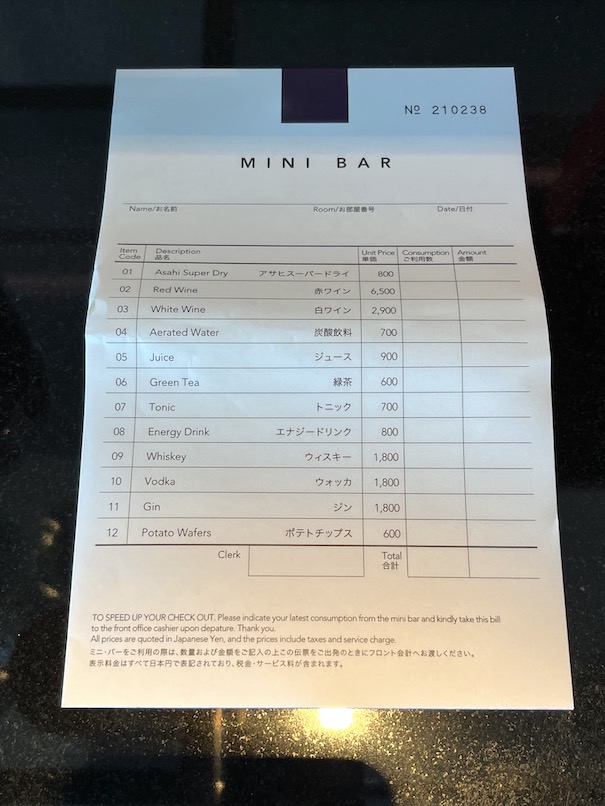 Nº 210238
MINI BAR
Name/お名前 Room/お部屋番号 Date/日付
Item Code Description 品名 Unit Price 単価 Consumption ご利用数 Amount 金額
01 Asahi Super Dry アサヒスーパードライ 800
02 Red Wine 赤ワイン 6,500
03 White Wine 白ワイン 2,900
04 Aerated Water 炭酸飲料 700
05 Juice ジュース 900
06 Green Tea 緑茶 600
07 Tonic トニック 700
08 Energy Drink エナジードリンク 800
09 Whiskey ウィスキー 1,800
10 Vodka ウォッカ 1,800
11 Gin ジン 1,800
12 Potato Wafers ポテトチップス 600
Clerk Total 合計
TO SPEED UP YOUR CHECK OUT. Please indicate your latest consumption from the mini bar and kindly take this bill
to the front office cashier upon depature. Thank you.
All prices are quoted in Japanese Yen, and the prices include taxes and service charge.
ミニ・バーをご利用の際は、数量および金額をご記入の上この伝票をご出発のときにフロント会計へお渡しください。
表示料金はすべて日本円で表記されており、税金・サービス料が含まれます。